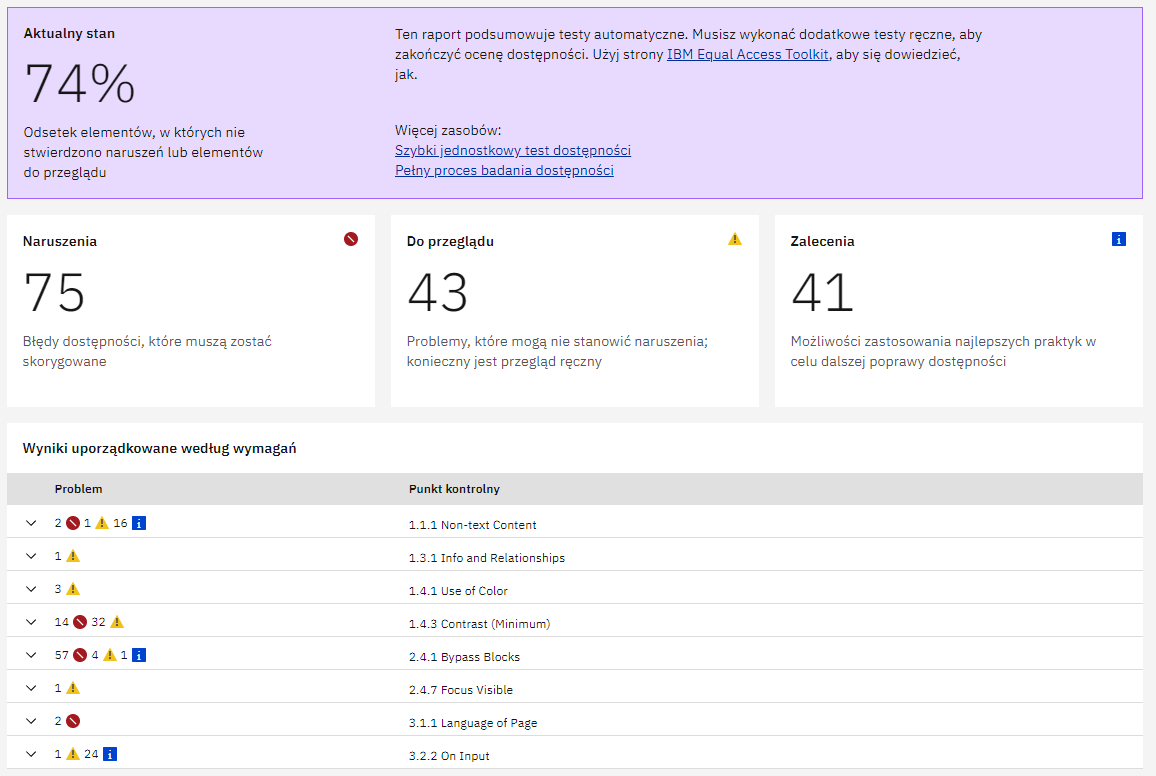 Aktualny stan
74%
Odsetek elementów, w których nie
stwierdzono naruszeń lub elementów
do przeglądu
Ten raport podsumowuje testy automatyczne. Musisz wykonać dodatkowe testy ręczne, aby
zakończyć ocenę dostępności. Użyj strony IBM Equal Access Toolkit, aby się dowiedzieć,
jak.
Więcej zasobów:
Szybki jednostkowy test dostępności
Pełny proces badania dostępności
Naruszenia
75
Błędy dostępności, które muszą zostać
skorygowane
Do przeglądu
43
Problemy, które mogą nie stanowić naruszenia;
konieczny jest przegląd ręczny
Zalecenia
41
Możliwości zastosowania najlepszych praktyk w
celu dalszej poprawy dostępności
Wyniki uporządkowane według wymagań
Problem Punkt kontrolny
2 1 16 1.1.1 Non-text Content
1 1.3.1 Info and Relationships
3 1.4.1 Use of Color
14 32 1.4.3 Contrast (Minimum)
57 4 1 2.4.1 Bypass Blocks
1 2.4.7 Focus Visible
2 3.1.1 Language of Page
1 24 3.2.2 On Input